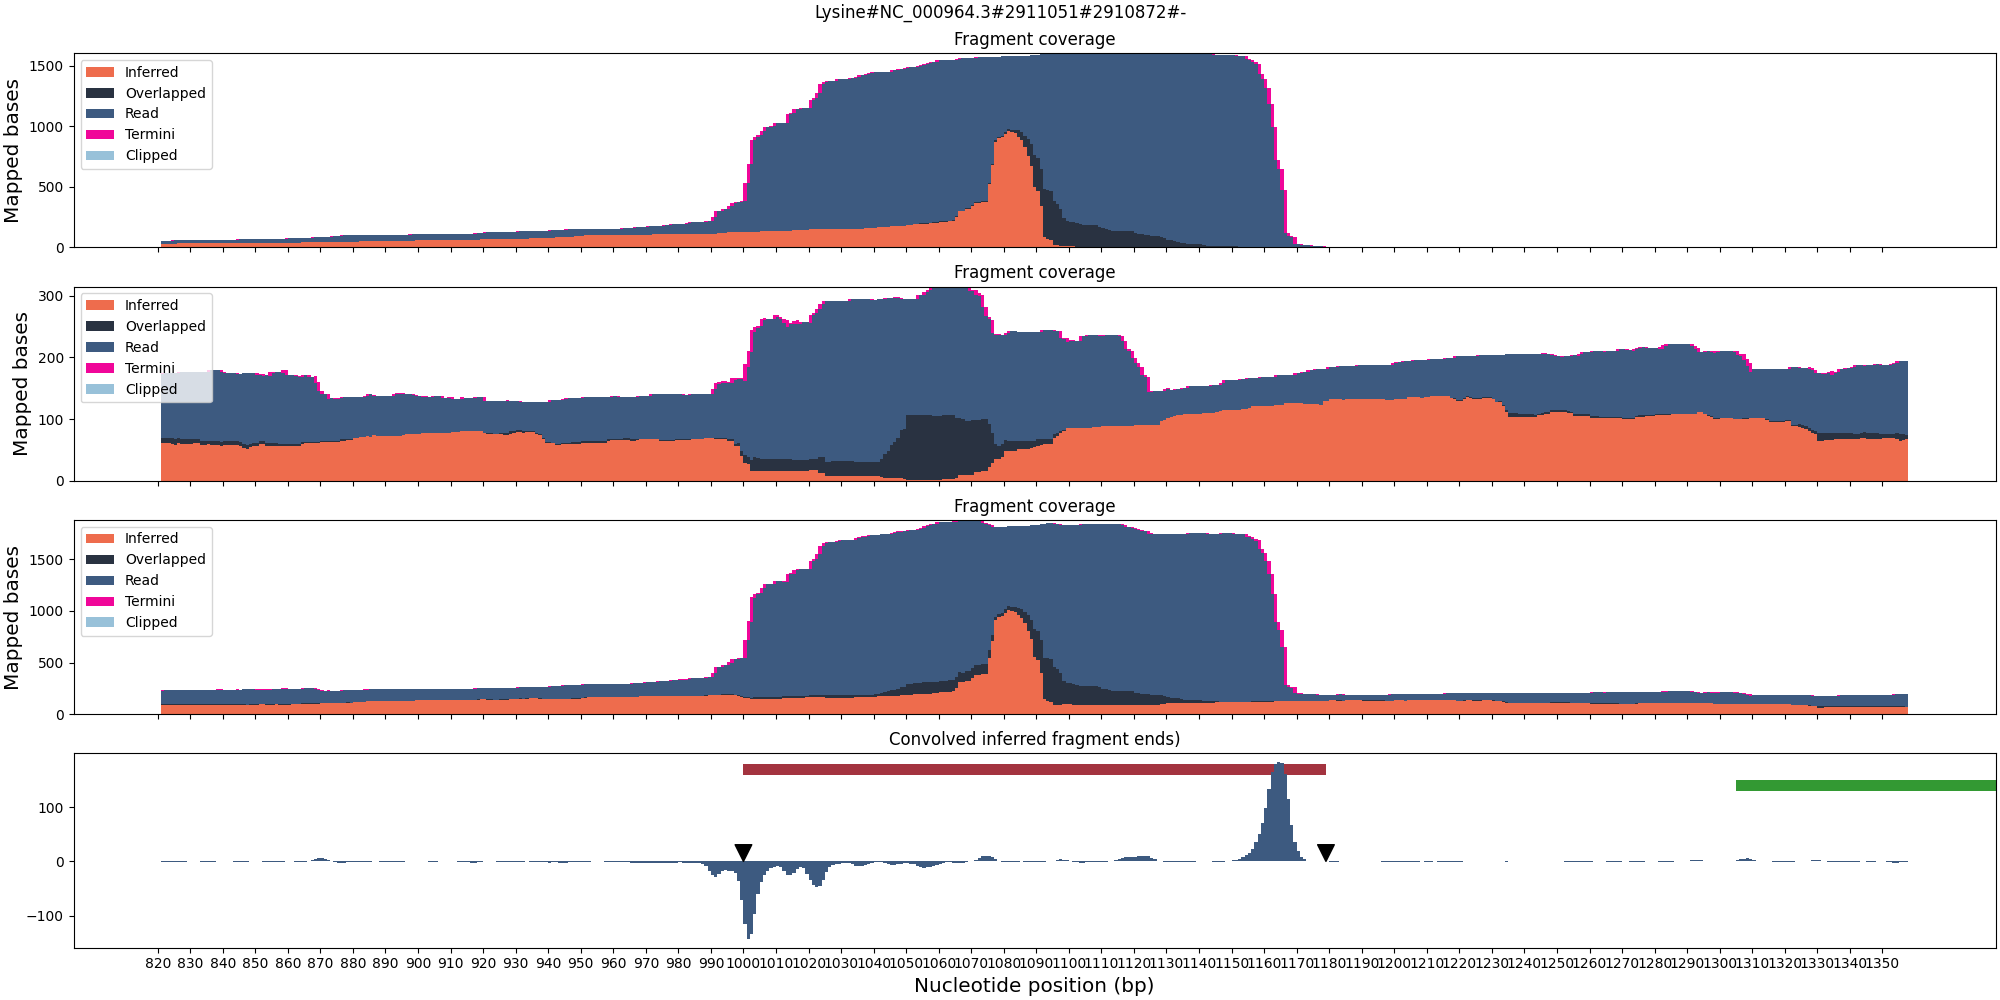 Lysine#NC_000964.3#2911051#2910872#-
Fragment coverage
Mapped bases
1500
1000
500
0
Inferred
Overlapped
Read
Termini
Clipped
Fragment coverage
Mapped bases
300
200
100
0
Inferred
Overlapped
Read
Termini
Clipped
Fragment coverage
Mapped bases
1500
1000
500
0
Inferred
Overlapped
Read
Termini
Clipped
Convolved inferred fragment ends)
100
0
−100
820 830 840 850 860 870 880 890 900 910 920 930 940 950 960 970 980 990 1000 1010 1020 1030 1040 1050 1060 1070 1080 1090 1100 1110 1120 1130 1140 1150 1160 1170 1180 1190 1200 1210 1220 1230 1240 1250 1260 1270 1280 1290 1300 1310 1320 1330 1340 1350
Nucleotide position (bp)